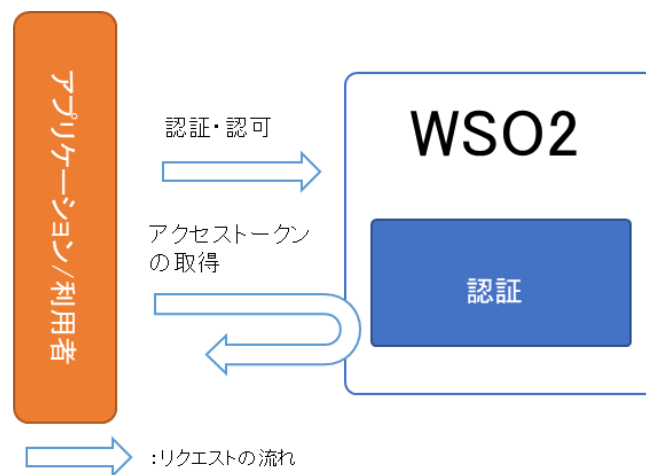 アプリケーション/利用者
認証・認可
WSO2
アクセストークン
の取得
認証
:リクエストの流れ